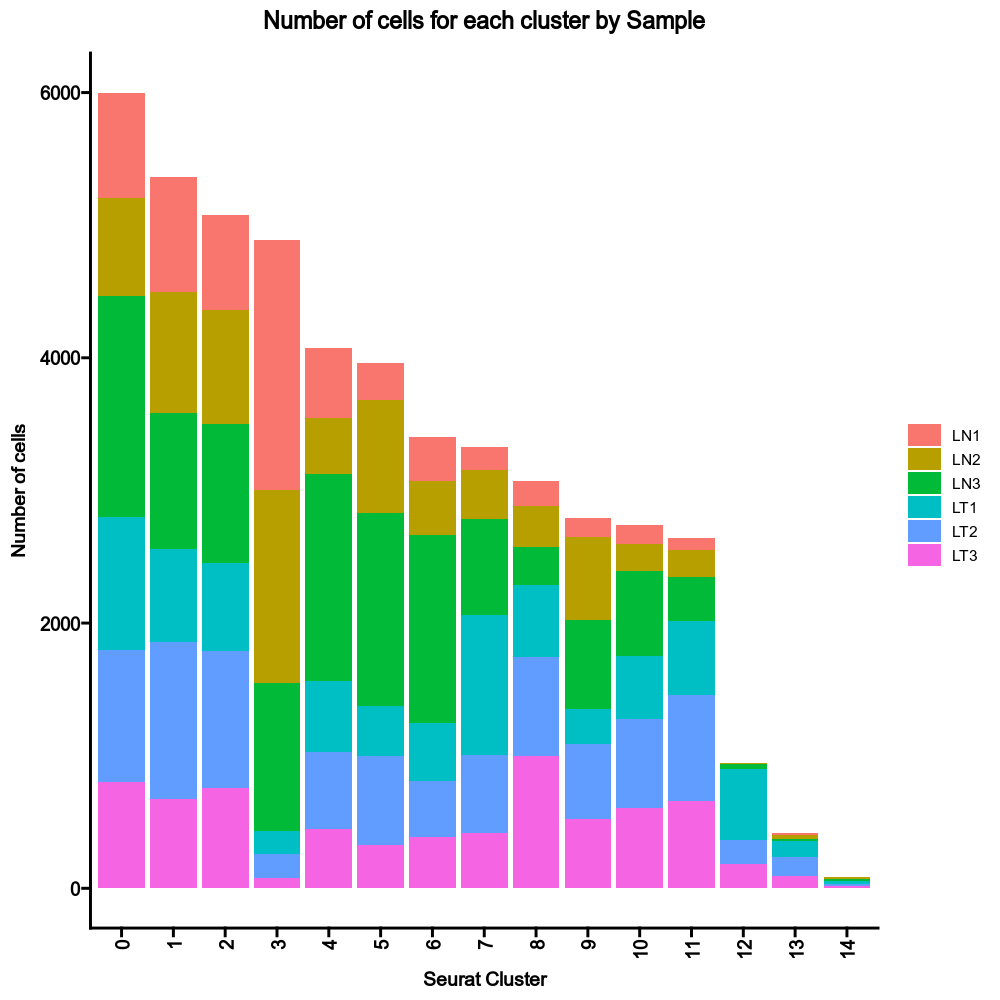 Number of cells for each cluster by Sample
6000
4000
2000
0
Number of cells
0 1 2 3 4 5 6 7 8 9 10 11 12 13 14
Seurat Cluster
LN1
LN2
LN3
LT1
LT2
LT3